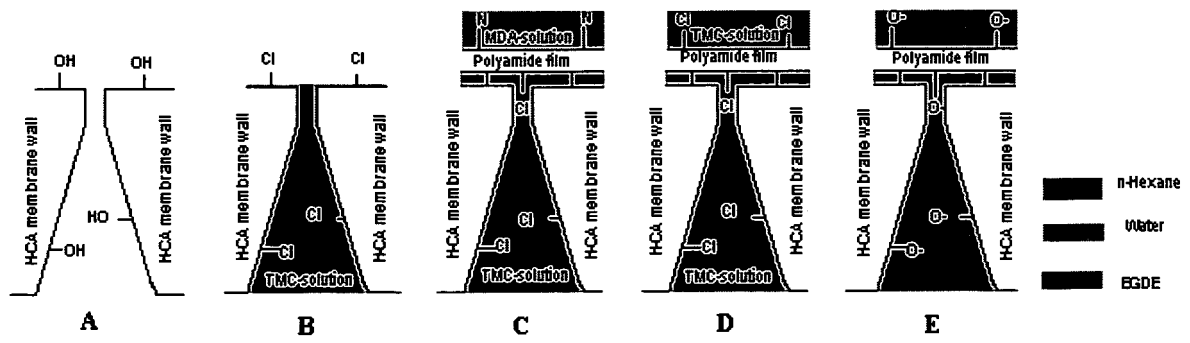 OH OH
H-CA membrane wall
H-CA membrane wall
HO
OH
A
Cl Cl
H-CA membrane wall
H-CA membrane wall
Cl
Cl
TMC-solution
B
N N
MDA-solution
Polyamide film
Cl
H-CA membrane wall
H-CA membrane wall
Cl
Cl
TMC-solution
C
Cl Cl
TMC-solution
Polyamide film
Cl
H-CA membrane wall
H-CA membrane wall
Cl
Cl
TMC-solution
D
O- O-
Polyamide film
O-
H-CA membrane wall
H-CA membrane wall
O-
O-
E
n-Hexane
Water
EGDE